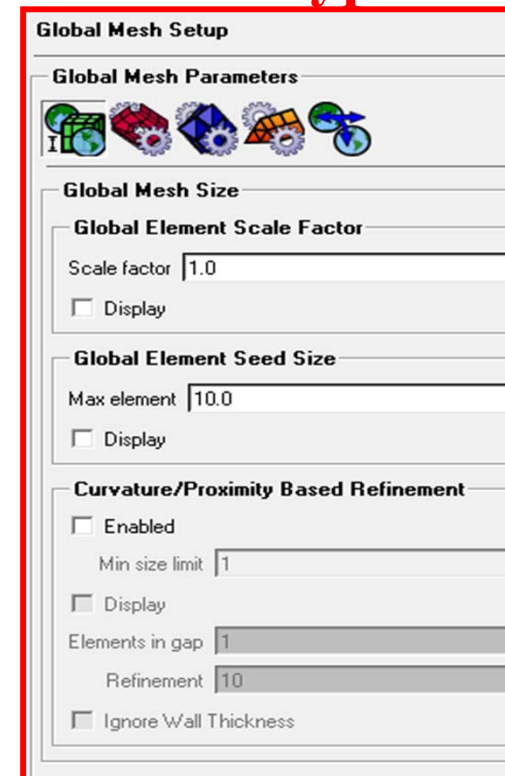 Global Mesh Setup
Global Mesh Parameters
Global Mesh Size
Global Element Scale Factor
Scale factor 1.0
Display
Global Element Seed Size
Max element 10.0
Display
Curvature/Proximity Based Refinement
Enabled
Min size limit 1
Display
Elements in gap 1
Refinement 10
Ignore Wall Thickness